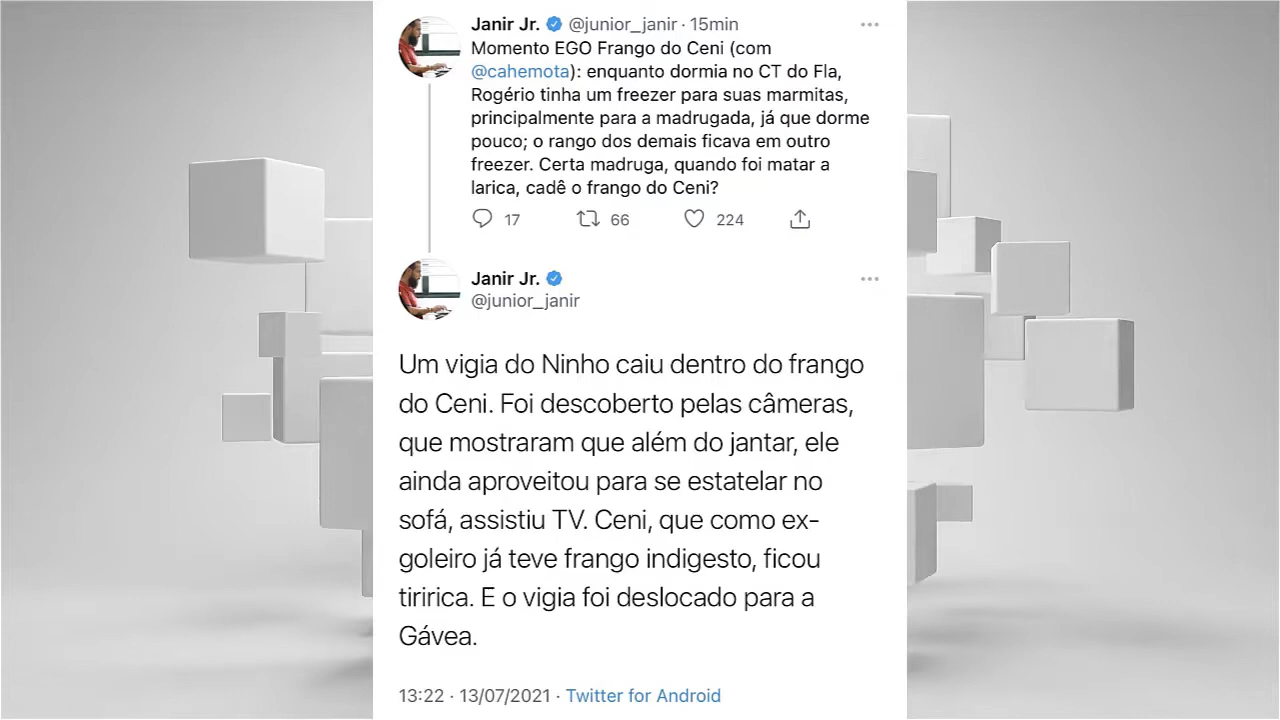 Janir Jr. @junior_janir · 15min
Momento EGO Frango do Ceni (com
@cahemota): enquanto dormia no CT do Fla,
Rogério tinha um freezer para suas marmitas,
principalmente para a madrugada, já que dorme
pouco; o rango dos demais ficava em outro
freezer. Certa madruga, quando foi matar a
larica, cadê o frango do Ceni?
17 66 224
Janir Jr.
@junior_janir
Um vigia do Ninho caiu dentro do frango
do Ceni. Foi descoberto pelas câmeras,
que mostraram que além do jantar, ele
ainda aproveitou para se estatelar no
sofá, assistiu TV. Ceni, que como ex-
goleiro já teve frango indigesto, ficou
tiririca. E o vigia foi deslocado para a
Gávea.
13:22 · 13/07/2021 · Twitter for Android